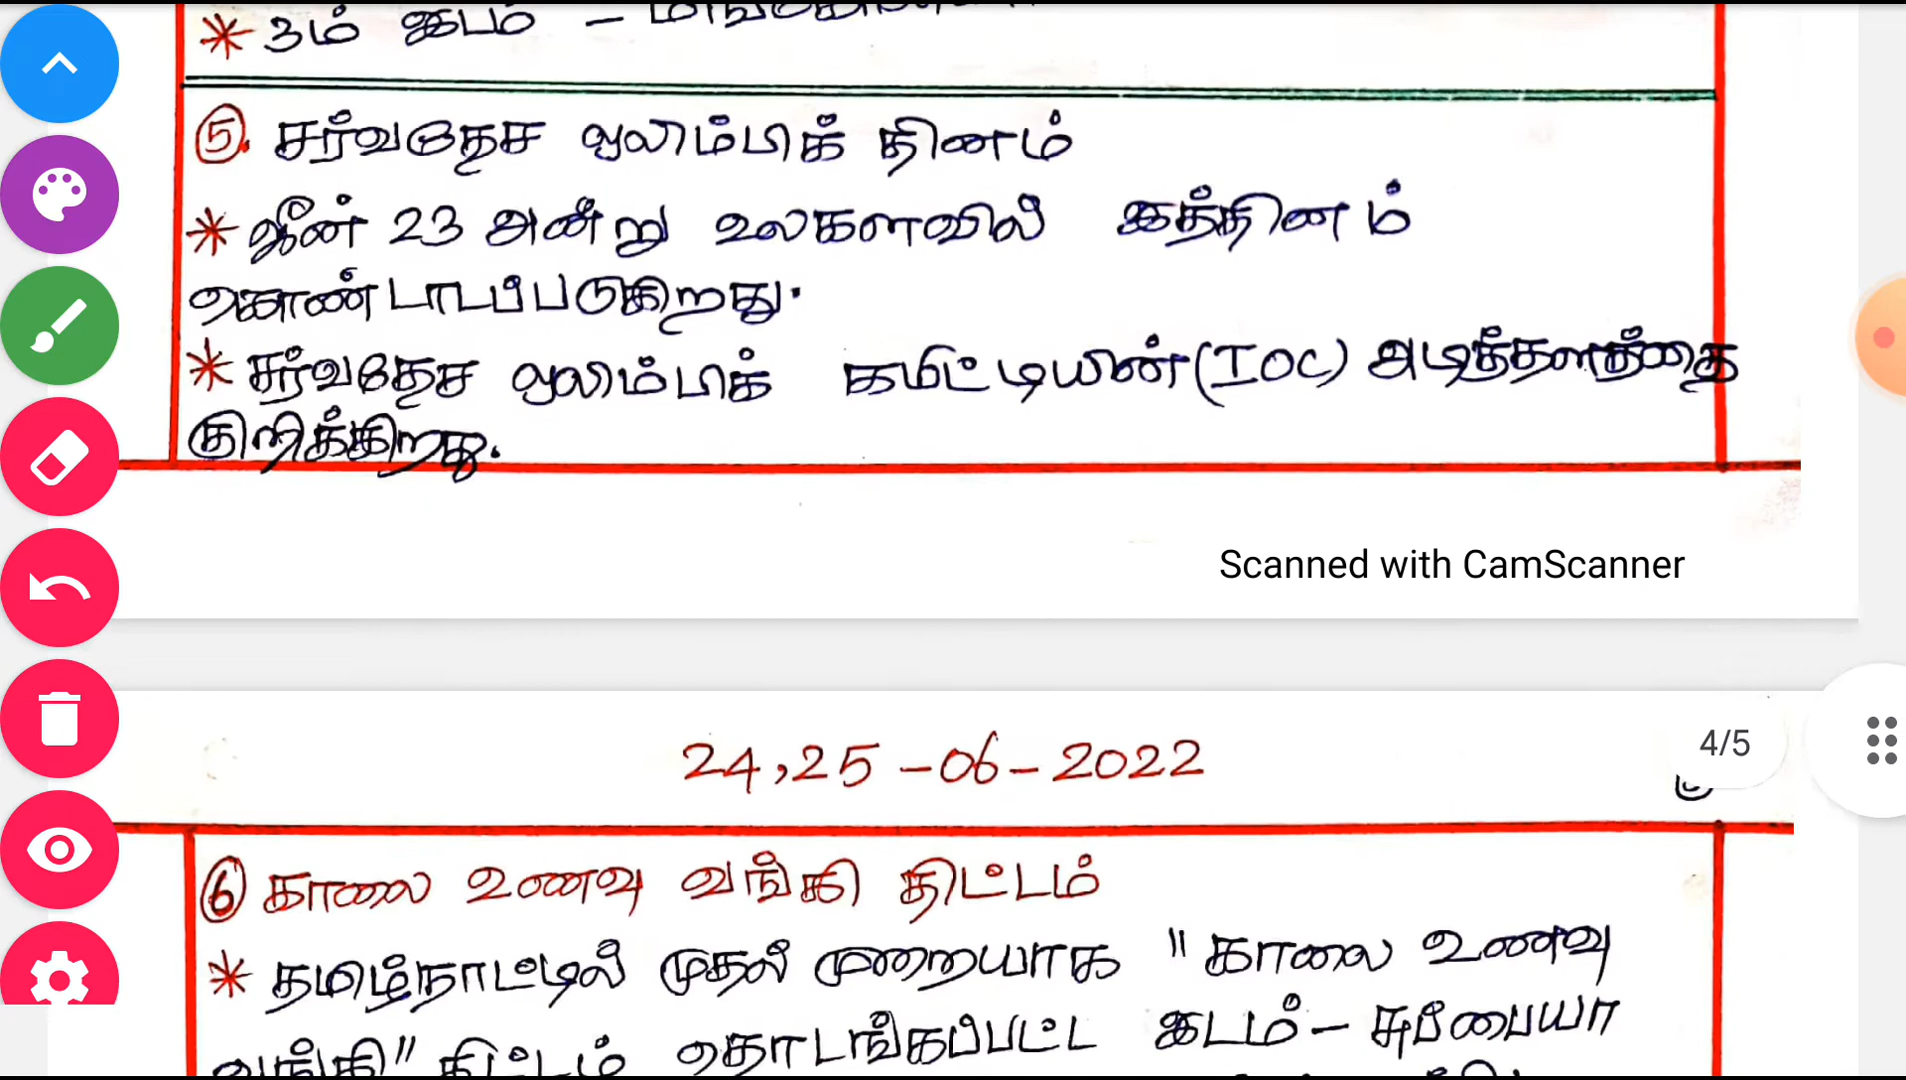 * 3ம் இடம் –
5. சர்வதேச ஒலிம்பிக் தினம்
* ஜீன் 23 அன்று உலகளவில் இத்தினம்
கொண்டாடப்படுகிறது.
* சர்வதேச ஒலிம்பிக் கமிட்டியின் (IOC) அடித்தளத்தை
குறிக்கிறது.
Scanned with CamScanner
24,25-06-2022
4/5
6 காலை உணவு வங்கி திட்டம்
* தமிழ்நாட்டில் முதல் முறையாக "காலை உணவு
வங்கி" திட்டம் தொடங்கப்பட்ட இடம் – சுப்பையா